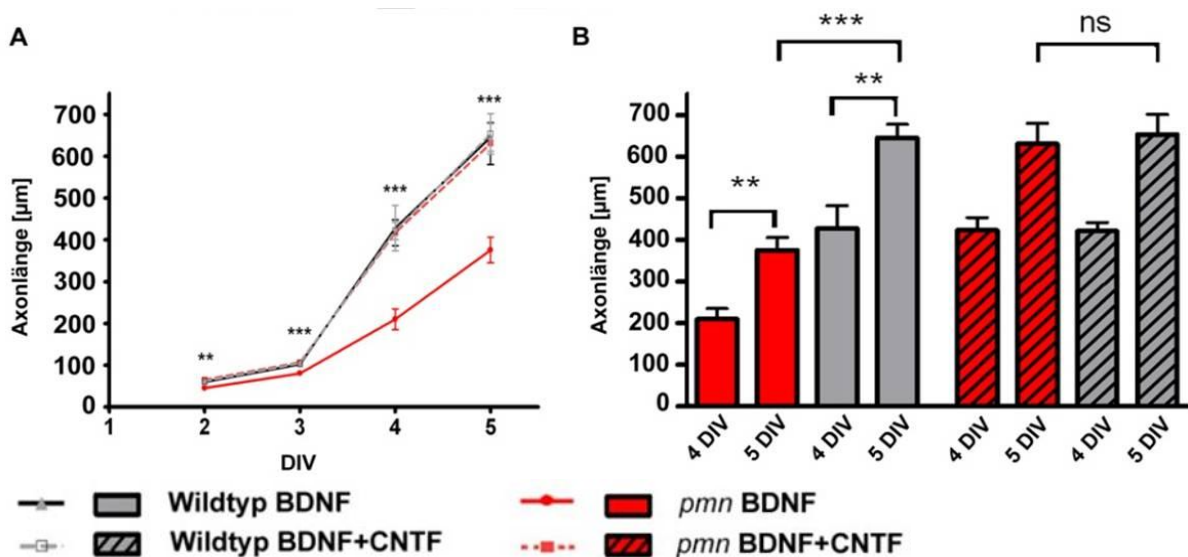 A
Axonlänge [µm]
700
600
500
400
300
200
100
0
**
***
***
***
1 2 3 4 5
DIV
B
Axonlänge [µm]
700
600
500
400
300
200
100
0
***
ns
**
**
4 DIV 5 DIV 4 DIV 5 DIV 4 DIV 5 DIV 4 DIV 5 DIV
Wildtyp BDNF
pmn BDNF
Wildtyp BDNF+CNTF
pmn BDNF+CNTF